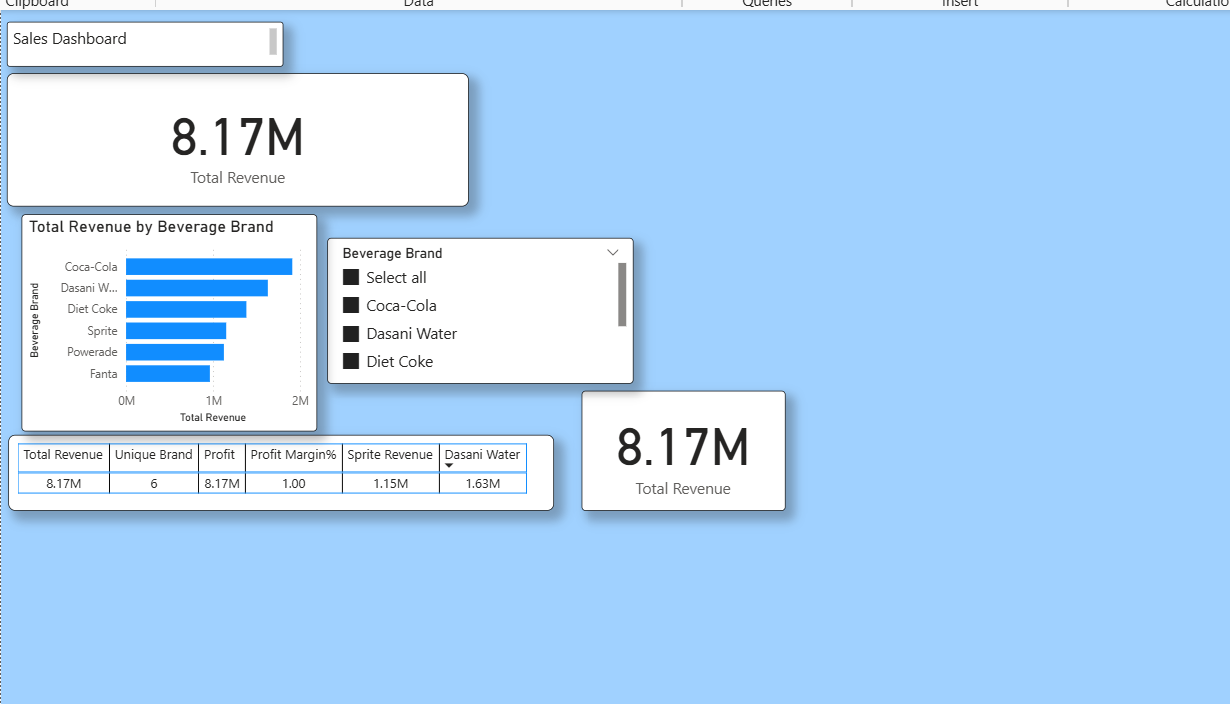 Clipboard Data Queries Insert
Sales Dashboard
8.17M
Total Revenue
Total Revenue by Beverage Brand
Beverage Brand
Coca-Cola
Dasani W...
Diet Coke
Sprite
Powerade
Fanta
0M 1M 2M
Total Revenue
Beverage Brand
Select all
Coca-Cola
Dasani Water
Diet Coke
Total Revenue Unique Brand Profit Profit Margin% Sprite Revenue Dasani Water
8.17M 6 8.17M 1.00 1.15M 1.63M
8.17M
Total Revenue